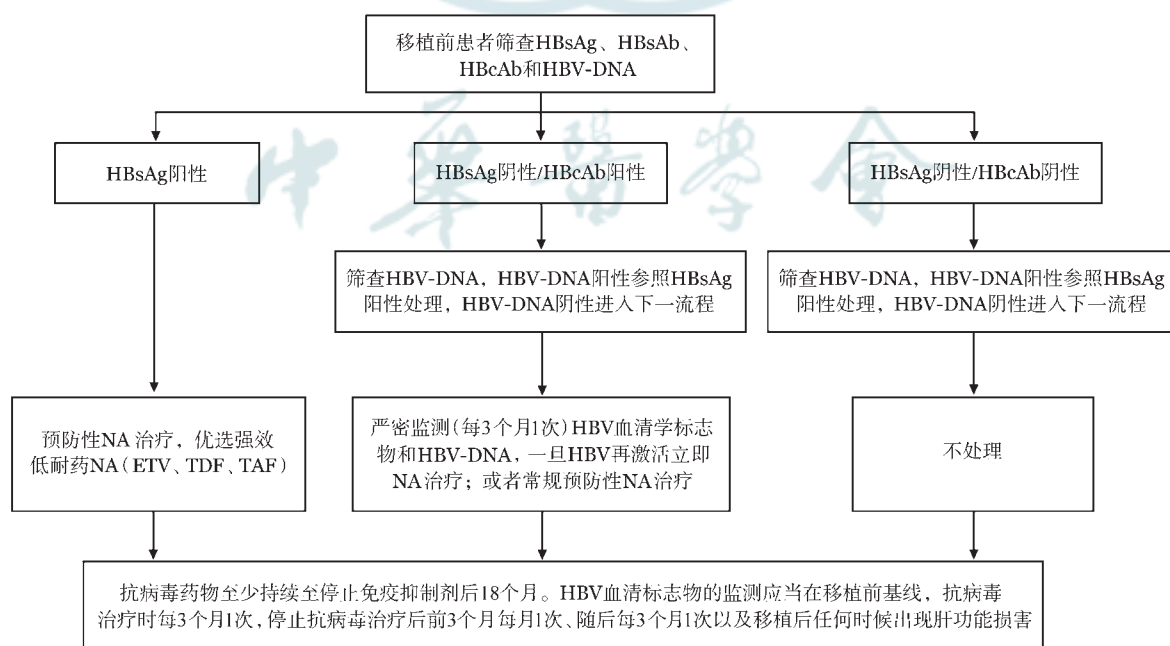 移植前患者筛查HBsAg、HBsAb、
HBcAb和HBV-DNA
HBsAg阳性
HBsAg阴性/HBcAb阳性
HBsAg阴性/HBcAb阴性
筛查HBV-DNA，HBV-DNA阳性参照HBsAg
阳性处理，HBV-DNA阴性进入下一流程
筛查HBV-DNA，HBV-DNA阳性参照HBsAg
阳性处理，HBV-DNA阴性进入下一流程
预防性NA 治疗，优选强效
低耐药NA（ETV、TDF、TAF）
严密监测（每3个月1次）HBV血清学标志
物和HBV-DNA，一旦HBV再激活立即
NA治疗；或者常规预防性NA治疗
不处理
抗病毒药物至少持续至停止免疫抑制剂后18个月。HBV血清标志物的监测应当在移植前基线，抗病毒
治疗时每3个月1次，停止抗病毒治疗后前3个月每月1次、随后每3个月1次以及移植后任何时候出现肝功能损害
中華醫學會